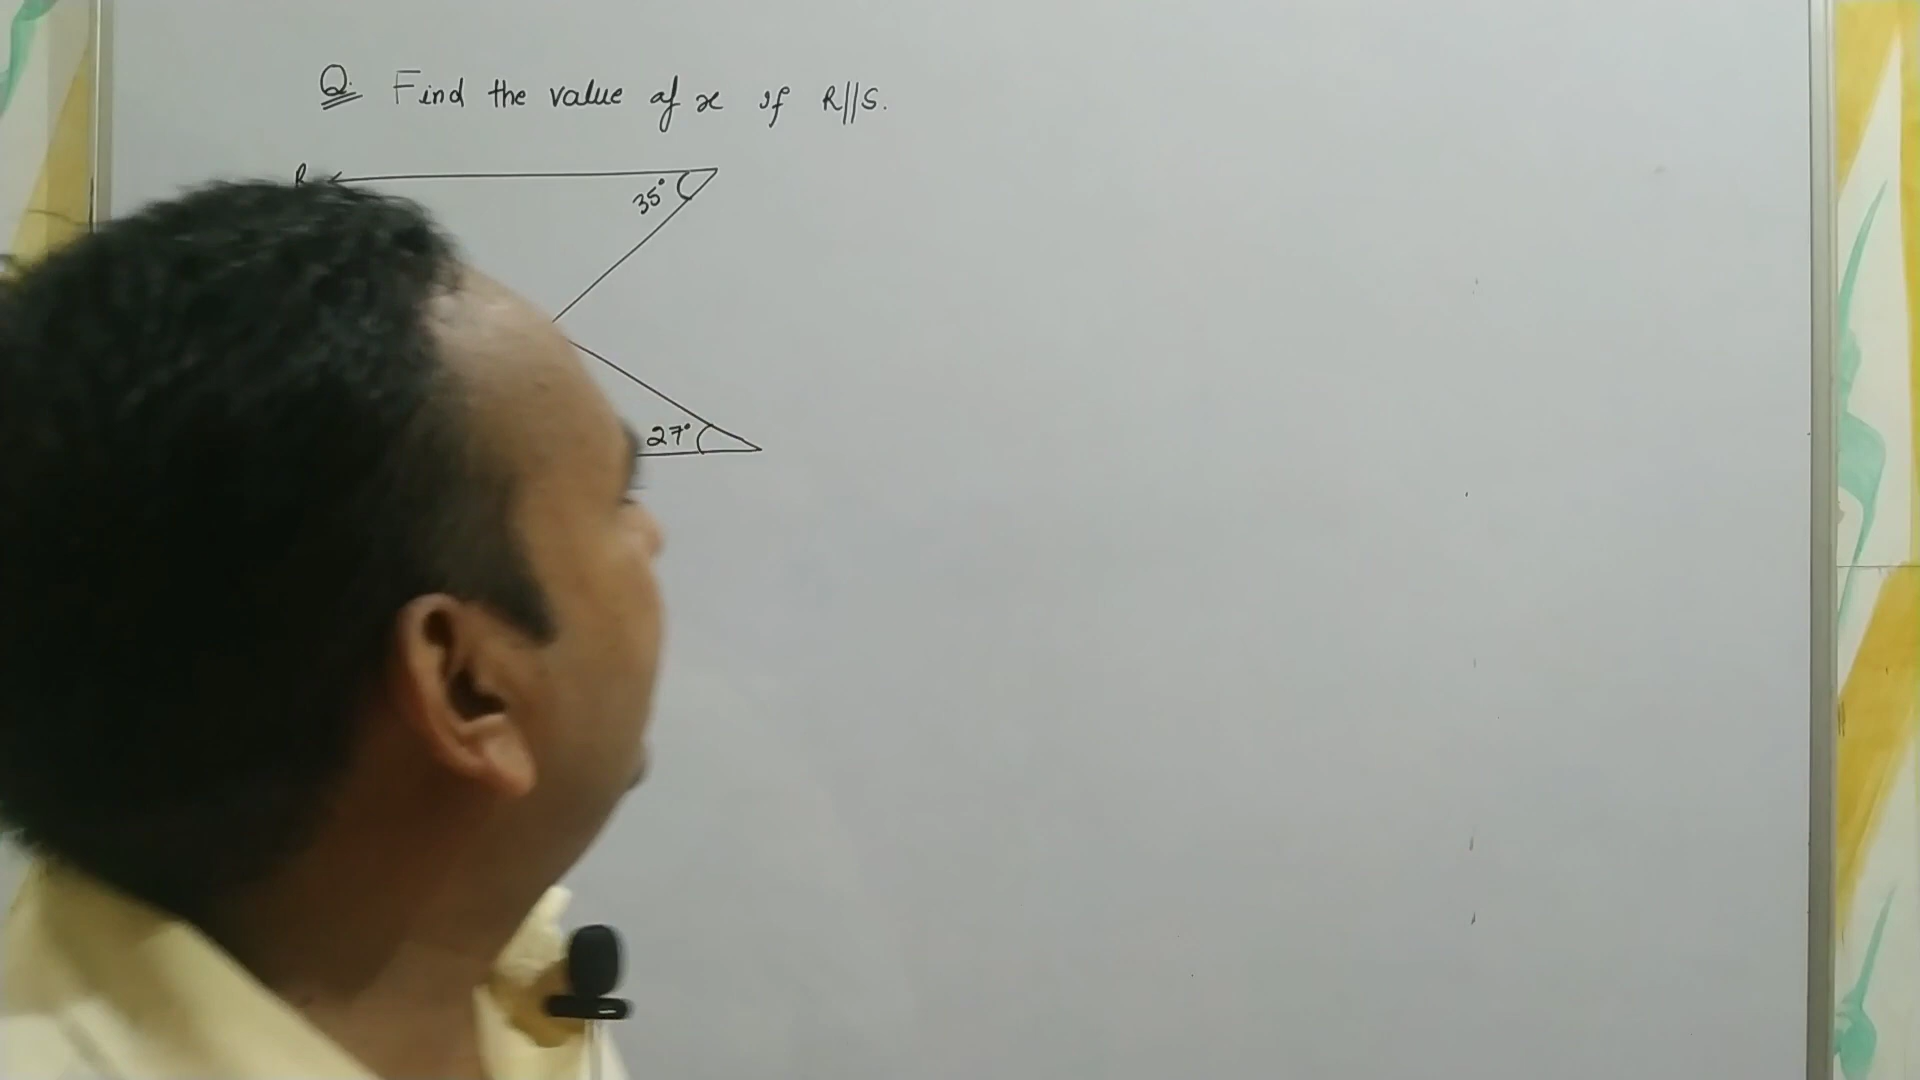 Q. Find the value of x if R||S.
R
35°
27°